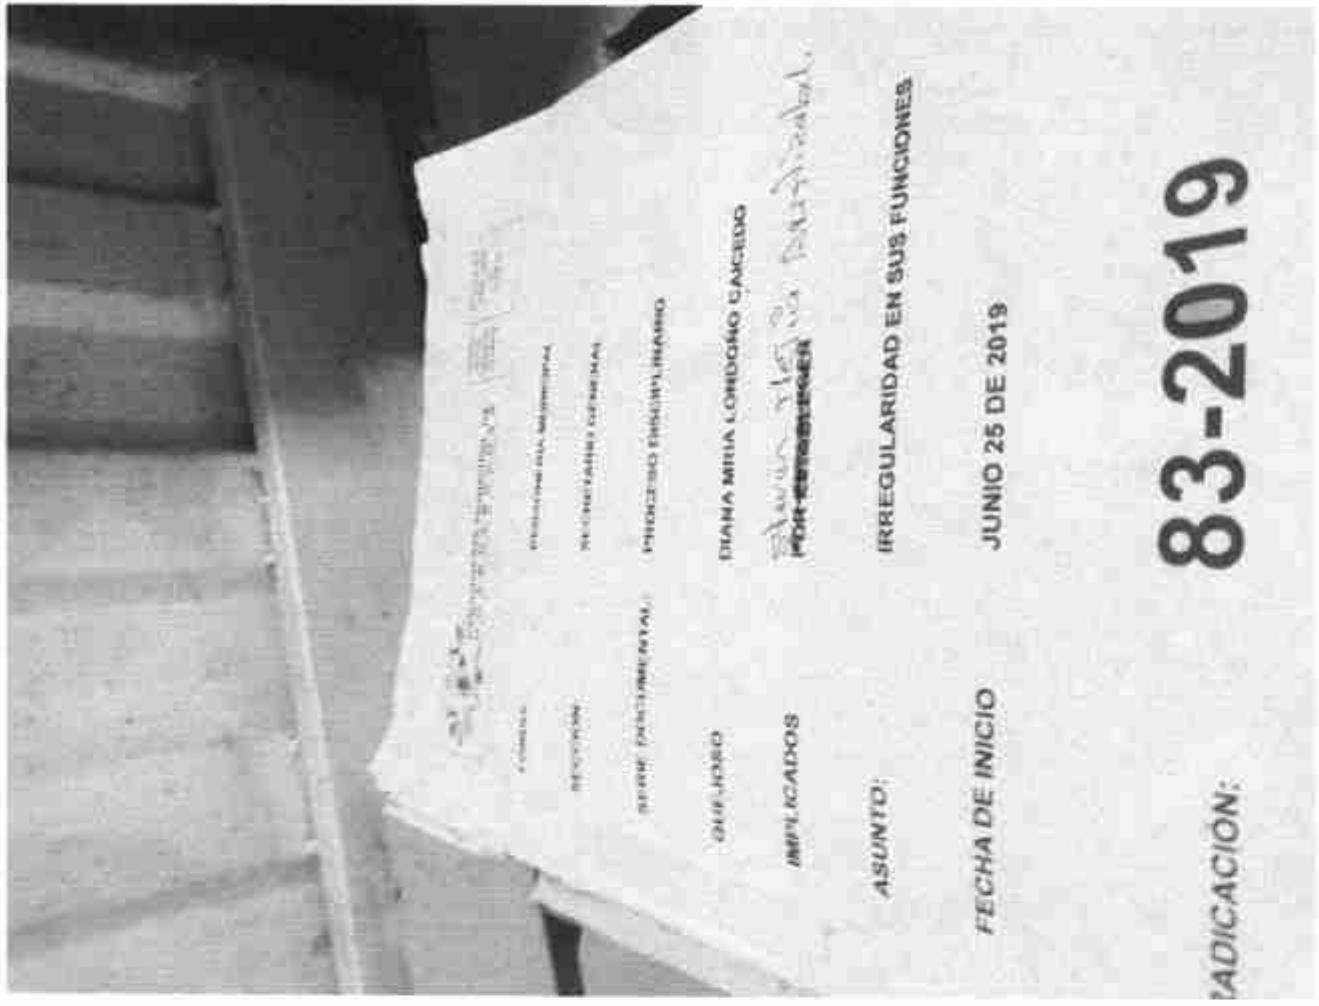 FONDO: PERSONERIA MUNICIPAL
SECCION SECRETARIO GENERAL
SERIE DOCUMENTAL: PROCESO DISCIPLINARIO
QUEJOSO DIANA MRIA LONDOÑO CAICEDO
IMPLICADOS POR ESTABLECER
ASUNTO: IRREGULARIDAD EN SUS FUNCIONES
FECHA DE INICIO JUNIO 25 DE 2019
RADICACION: 83-2019